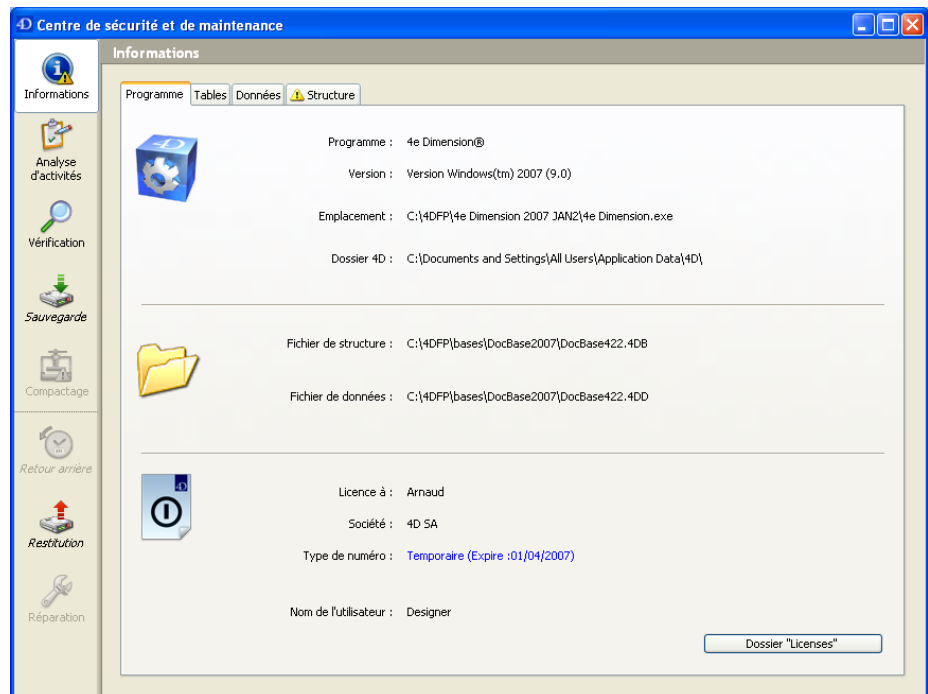 4D Centre de sécurité et de maintenance
Informations
Informations
Analyse
d'activités
Vérification
Sauvegarde
Compactage
Retour arrière
Restitution
Réparation
Programme Tables Données Structure
Programme : 4e Dimension®
Version : Version Windows(tm) 2007 (9.0)
Emplacement : C:\4DFP\4e Dimension 2007 JAN2\4e Dimension.exe
Dossier 4D : C:\Documents and Settings\All Users\Application Data\4D\
Fichier de structure : C:\4DFP\bases\DocBase2007\DocBase422.4DB
Fichier de données : C:\4DFP\bases\DocBase2007\DocBase422.4DD
4D
Licence à : Arnaud
Société : 4D SA
Type de numéro : Temporaire (Expire :01/04/2007)
Nom de l'utilisateur : Designer
Dossier "Licenses"